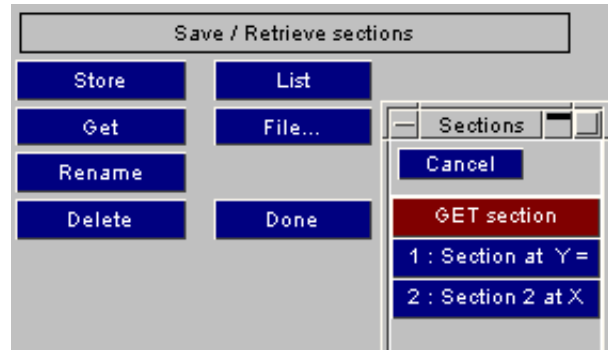 Save / Retrieve sections
Store
List
Get
File...
Rename
Delete
Done
Sections
Cancel
GET section
1 : Section at Y =
2 : Section 2 at X